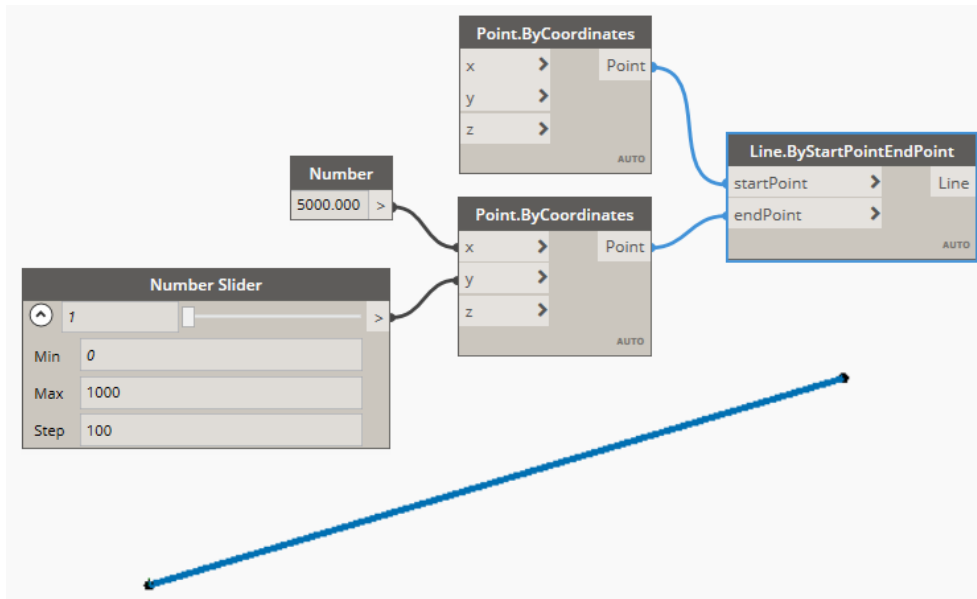 Point.ByCoordinates
x > Point
y >
z >
AUTO
Line.ByStartPointEndPoint
startPoint > Line
endPoint >
AUTO
Number
5000.000 >
Point.ByCoordinates
x > Point
y >
z >
AUTO
Number Slider
1 >
Min 0
Max 1000
Step 100